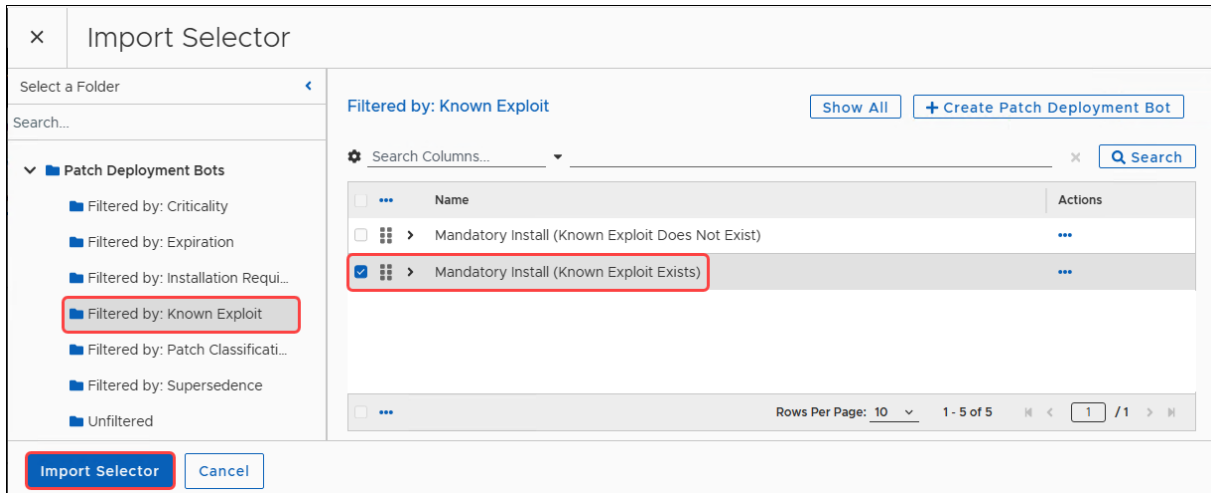 × Import Selector
Select a Folder
Search...
Patch Deployment Bots
Filtered by: Criticality
Filtered by: Expiration
Filtered by: Installation Requi...
Filtered by: Known Exploit
Filtered by: Patch Classificati...
Filtered by: Supersedence
Unfiltered
Filtered by: Known Exploit
Show All
+ Create Patch Deployment Bot
Search Columns...
× Search
Name Actions
Mandatory Install (Known Exploit Does Not Exist)
Mandatory Install (Known Exploit Exists)
Rows Per Page: 10 1 - 5 of 5 1 / 1
Import Selector
Cancel